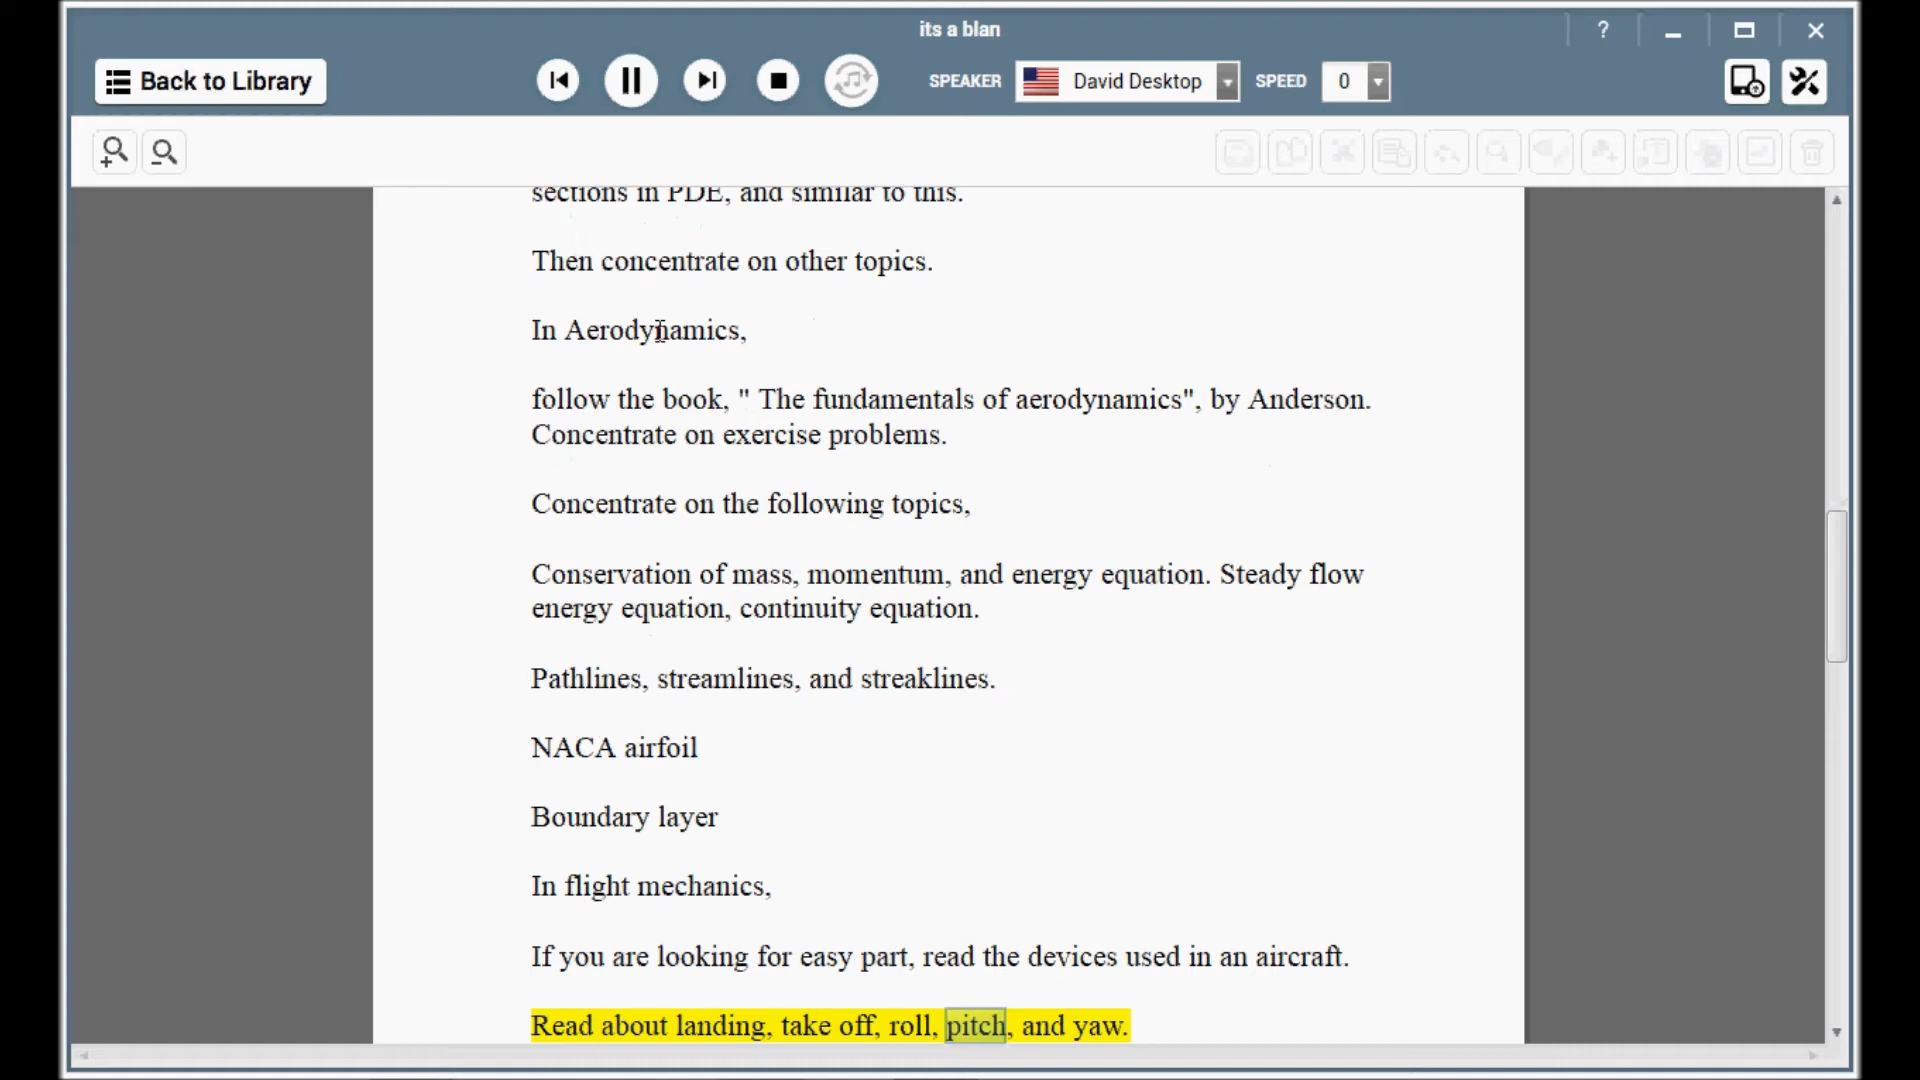 its a blan
?
Back to Library
SPEAKER
David Desktop
SPEED
0
sections in PDE, and similar to this.
Then concentrate on other topics.
In Aerodynamics,
follow the book, " The fundamentals of aerodynamics", by Anderson.
Concentrate on exercise problems.
Concentrate on the following topics,
Conservation of mass, momentum, and energy equation. Steady flow
energy equation, continuity equation.
Pathlines, streamlines, and streaklines.
NACA airfoil
Boundary layer
In flight mechanics,
If you are looking for easy part, read the devices used in an aircraft.
Read about landing, take off, roll, pitch, and yaw.